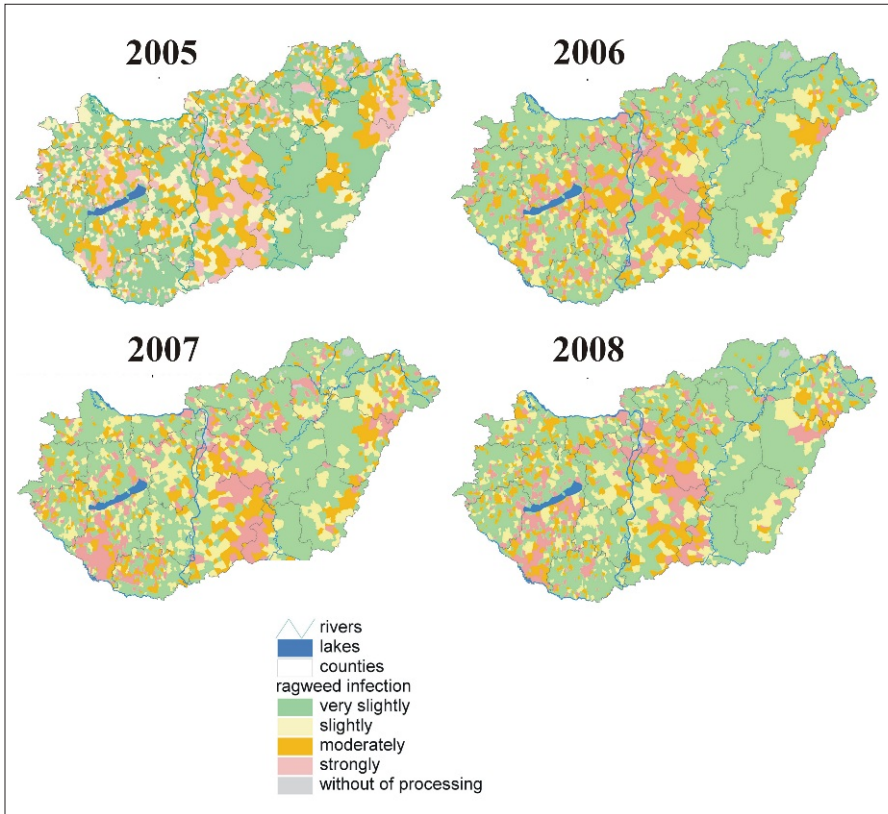 2005
2006
2007
2008
rivers
lakes
counties
ragweed infection
very slightly
slightly
moderately
strongly
without of processing